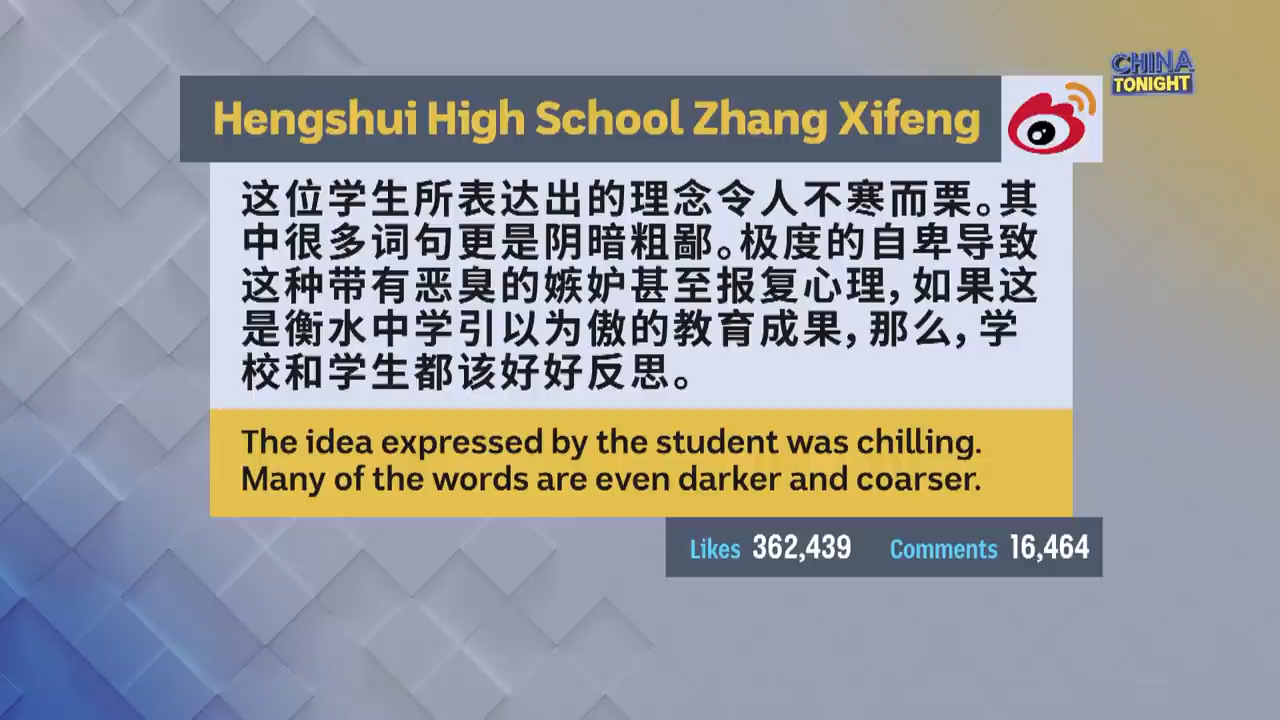 CHINA
TONIGHT
Hengshui High School Zhang Xifeng
这位学生所表达出的理念令人不寒而栗。其
中很多词句更是阴暗粗鄙。极度的自卑导致
这种带有恶臭的嫉妒甚至报复心理，如果这
是衡水中学引以为傲的教育成果，那么，学
校和学生都该好好反思。
The idea expressed by the student was chilling.
Many of the words are even darker and coarser.
Likes 362,439 Comments 16,464